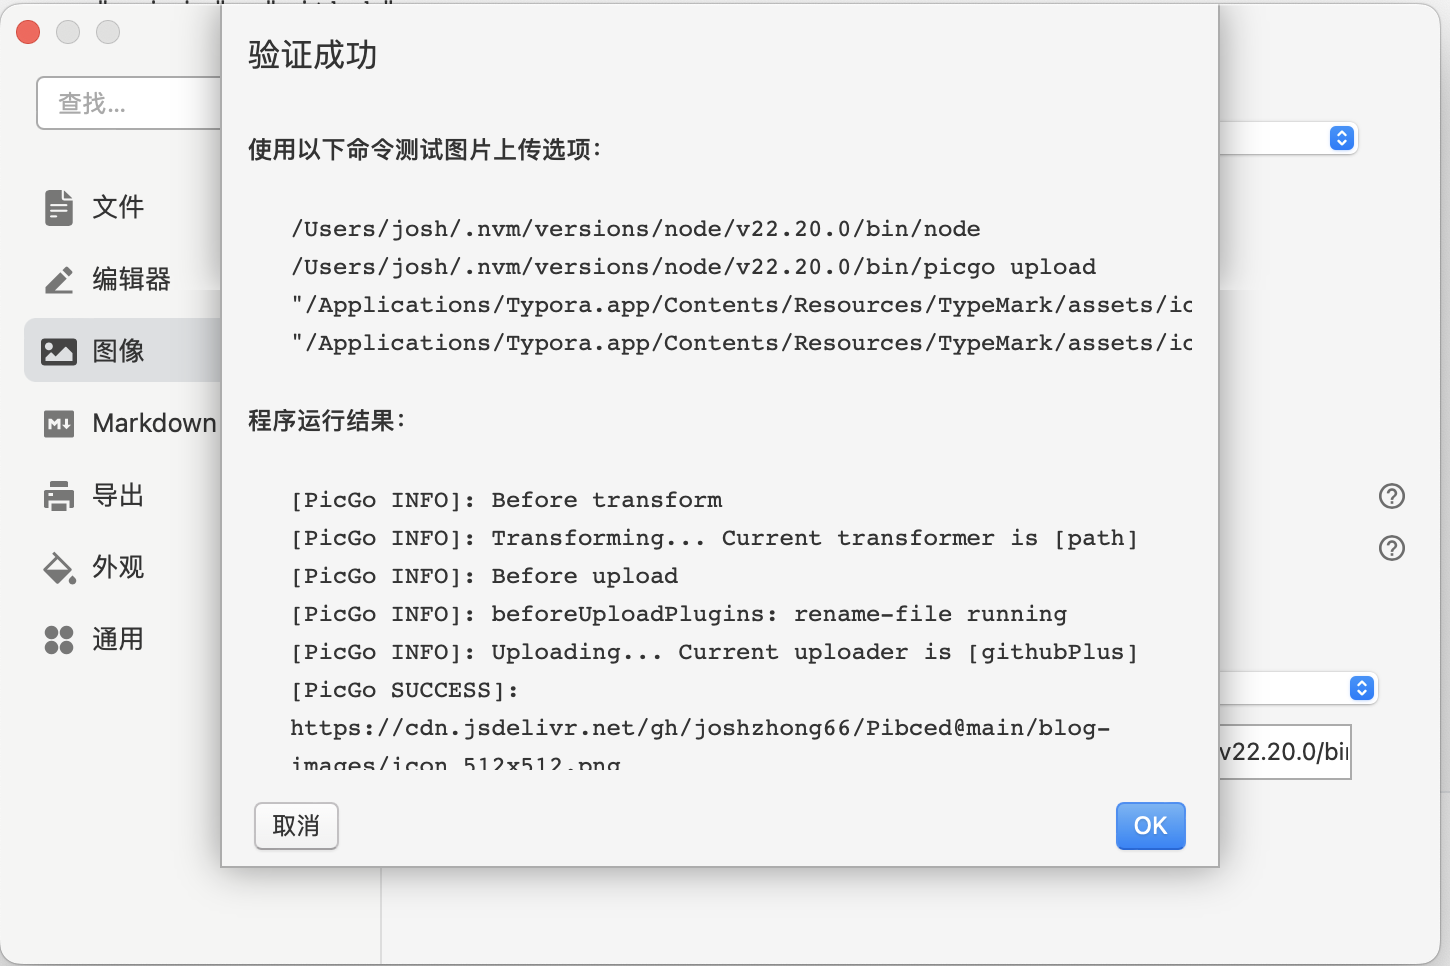 验证成功
查找...
使用以下命令测试图片上传选项：
文件
/Users/josh/.nvm/versions/node/v22.20.0/bin/node
/Users/josh/.nvm/versions/node/v22.20.0/bin/picgo upload
编辑器
"/Applications/Typora.app/Contents/Resources/TypeMark/assets/ic
"/Applications/Typora.app/Contents/Resources/TypeMark/assets/ic
图像
程序运行结果：
Markdown
导出
[PicGo INFO]: Before transform
[PicGo INFO]: Transforming... Current transformer is [path]
外观
[PicGo INFO]: Before upload
[PicGo INFO]: beforeUploadPlugins: rename-file running
通用
[PicGo INFO]: Uploading... Current uploader is [githubPlus]
[PicGo SUCCESS]:
https://cdn.jsdelivr.net/gh/joshzhong66/Pibced@main/blog-
images/icon_512x512.png
v22.20.0/bi
取消
OK